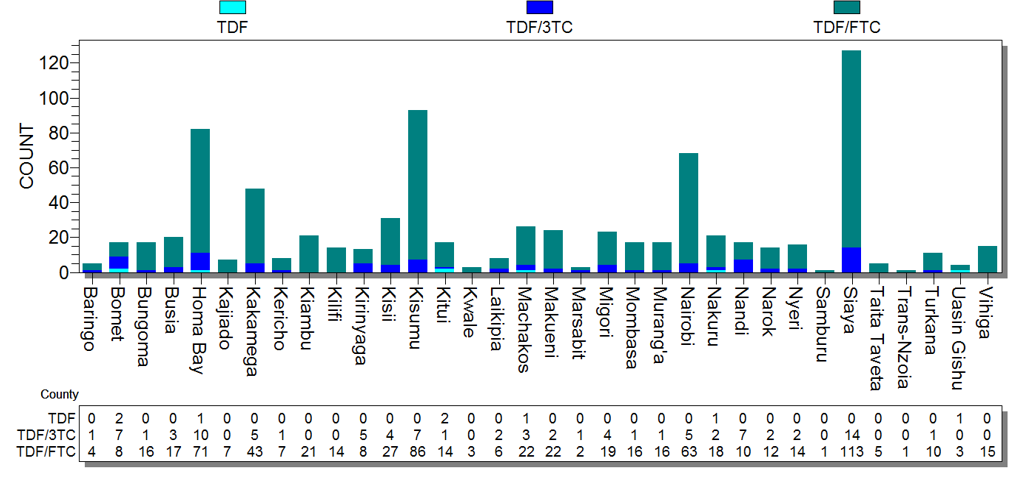 TDF TDF/3TC TDF/FTC
COUNT
120
100
80
60
40
20
0
Baringo Bomet Bungoma Busia Homa Bay Kajiado Kakamega Kericho Kiambu Kilifi Kirinyaga Kisii Kisumu Kitui Kwale Laikipia Machakos Makueni Marsabit Migori Mombasa Murang'a Nairobi Nakuru Nandi Narok Nyeri Samburu Siaya Taita Taveta Trans-Nzoia Turkana Uasin Gishu Vihiga
County
TDF 0 2 0 0 1 0 0 0 0 0 0 0 0 2 0 0 1 0 0 0 0 0 0 1 0 0 0 0 0 0 0 0 1 0
TDF/3TC 1 7 1 3 10 0 5 1 0 0 5 4 7 1 0 2 3 2 1 4 1 1 5 2 7 2 2 0 14 0 0 1 0 0
TDF/FTC 4 8 16 17 71 7 43 7 21 14 8 27 86 14 3 6 22 22 2 19 16 16 63 18 10 12 14 1 113 5 1 10 3 15